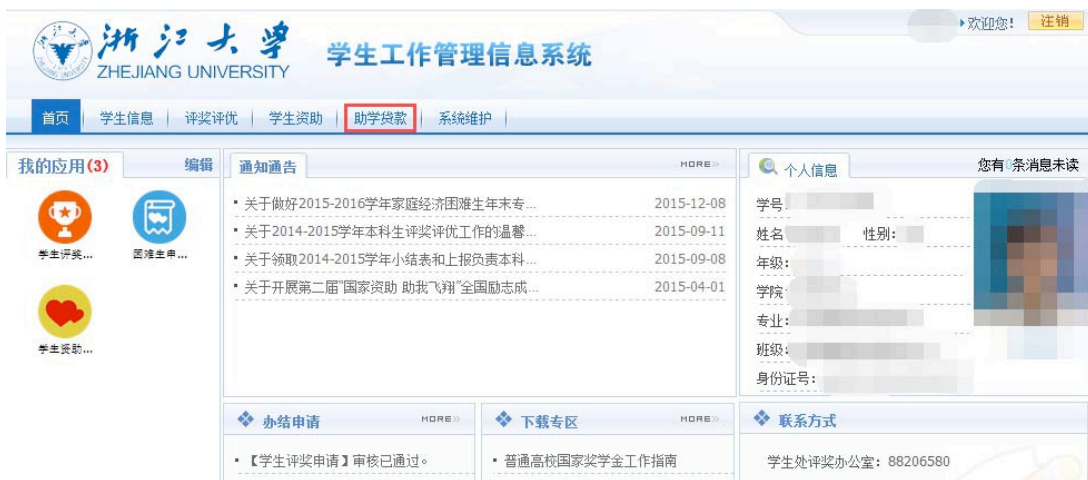 浙江大学
ZHEJIANG UNIVERSITY
学生工作管理信息系统
欢迎您！ 注销
首页 学生信息 评奖评优 学生资助 助学贷款 系统维护
我的应用(3) 编辑
学生评奖...
困难生申...
学生资助...
通知通告 MORE
关于做好2015-2016学年家庭经济困难生年末专... 2015-12-08
关于2014-2015学年本科生评奖评优工作的温馨... 2015-09-11
关于领取2014-2015学年小结表和上报负责本科... 2015-09-08
关于开展第二届"国家资助 助我飞翔"全国励志成... 2015-04-01
个人信息 您有0条消息未读
学号
姓名 性别:
年级:
学院
专业:
班级:
身份证号:
办结申请 MORE
【学生评奖申请】审核已通过。
下载专区 MORE
普通高校国家奖学金工作指南
联系方式
学生处评奖办公室: 88206580